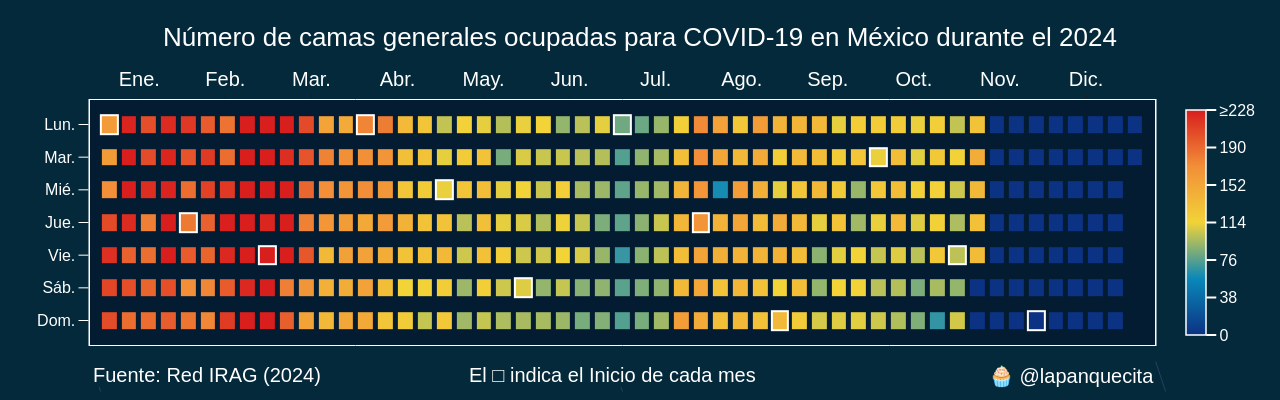 Número de camas generales ocupadas para COVID-19 en México durante el 2024
Ene. Feb. Mar. Abr. May. Jun. Jul. Ago. Sep. Oct. Nov. Dic.
Lun.
Mar.
Mié.
Jue.
Vie.
Sáb.
Dom.
≥228
190
152
114
76
38
0
Fuente: Red IRAG (2024)
El □ indica el Inicio de cada mes
🧁 @lapanquecita